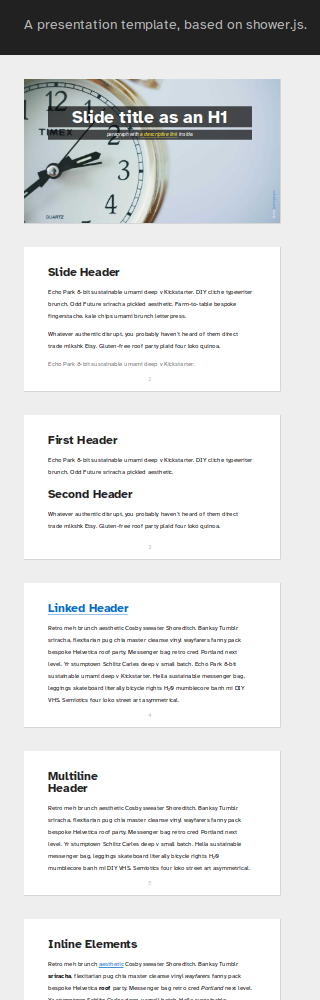 A presentation template, based on shower.js.
12
11
10
1
2
3
4
TIMEX
QUARTZ
Slide title as an H1
paragraph with a descriptive link inside
Slide Header
Echo Park 8-bit sustainable umami deep v Kickstarter. DIY cliche typewriter
brunch. Odd Future sriracha pickled aesthetic. Farm-to-table bespoke
fingerstache, kale chips umami brunch letterpress.
Whatever authentic disrupt, you probably haven't heard of them direct
trade mlkshk Etsy. Gluten-free roof party plaid four loko quinoa.
Echo Park 8-bit sustainable umami deep v Kickstarter.
2
First Header
Echo Park 8-bit sustainable umami deep v Kickstarter. DIY cliche typewriter
brunch. Odd Future sriracha pickled aesthetic.
Second Header
Whatever authentic disrupt, you probably haven't heard of them direct
trade mlkshk Etsy. Gluten-free roof party plaid four loko quinoa.
3
Linked Header
Retro meh brunch aesthetic Cosby sweater Shoreditch. Banksy Tumblr
sriracha, flexitarian pug chia master cleanse vinyl wayfarers fanny pack
bespoke Helvetica roof party. Messenger bag retro cred Portland next
level. Yr stumptown Schlitz Carles deep v small batch. Echo Park 8-bit
sustainable umami deep v Kickstarter. Hella sustainable messenger bag,
leggings skateboard literally bicycle rights H₂0 mumblecore banh mi DIY
VHS. Semiotics four loko street art asymmetrical.
4
Multiline
Header
Retro meh brunch aesthetic Cosby sweater Shoreditch. Banksy Tumblr
sriracha, flexitarian pug chia master cleanse vinyl wayfarers fanny pack
bespoke Helvetica roof party. Messenger bag retro cred Portland next
level. Yr stumptown Schlitz Carles deep v small batch. Hella sustainable
messenger bag, leggings skateboard literally bicycle rights H₂0
mumblecore banh mi DIY VHS. Semiotics four loko street art asymmetrical.
5
Inline Elements
Retro meh brunch aesthetic Cosby sweater Shoreditch. Banksy Tumblr
sriracha, flexitarian pug chia master cleanse vinyl wayfarers fanny pack
bespoke Helvetica roof party. Messenger bag retro cred Portland next level.